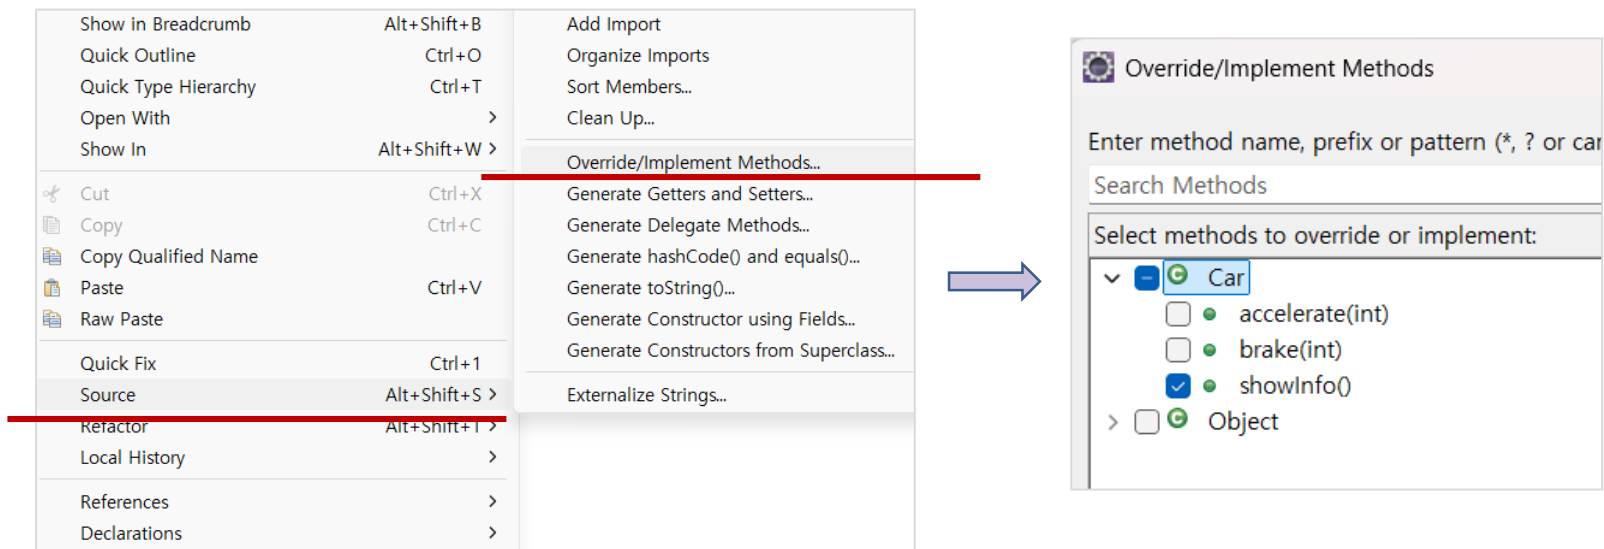 Show in Breadcrumb Alt+Shift+B
Quick Outline Ctrl+O
Quick Type Hierarchy Ctrl+T
Open With
Show In Alt+Shift+W
Cut Ctrl+X
Copy Ctrl+C
Copy Qualified Name
Paste Ctrl+V
Raw Paste
Quick Fix Ctrl+1
Source Alt+Shift+S
Refactor Alt+Shift+T
Local History
References
Declarations
Add Import
Organize Imports
Sort Members...
Clean Up...
Override/Implement Methods...
Generate Getters and Setters...
Generate Delegate Methods...
Generate hashCode() and equals()...
Generate toString()...
Generate Constructor using Fields...
Generate Constructors from Superclass...
Externalize Strings...
Override/Implement Methods
Enter method name, prefix or pattern (*, ? or car
Search Methods
Select methods to override or implement:
Car
accelerate(int)
brake(int)
showInfo()
Object